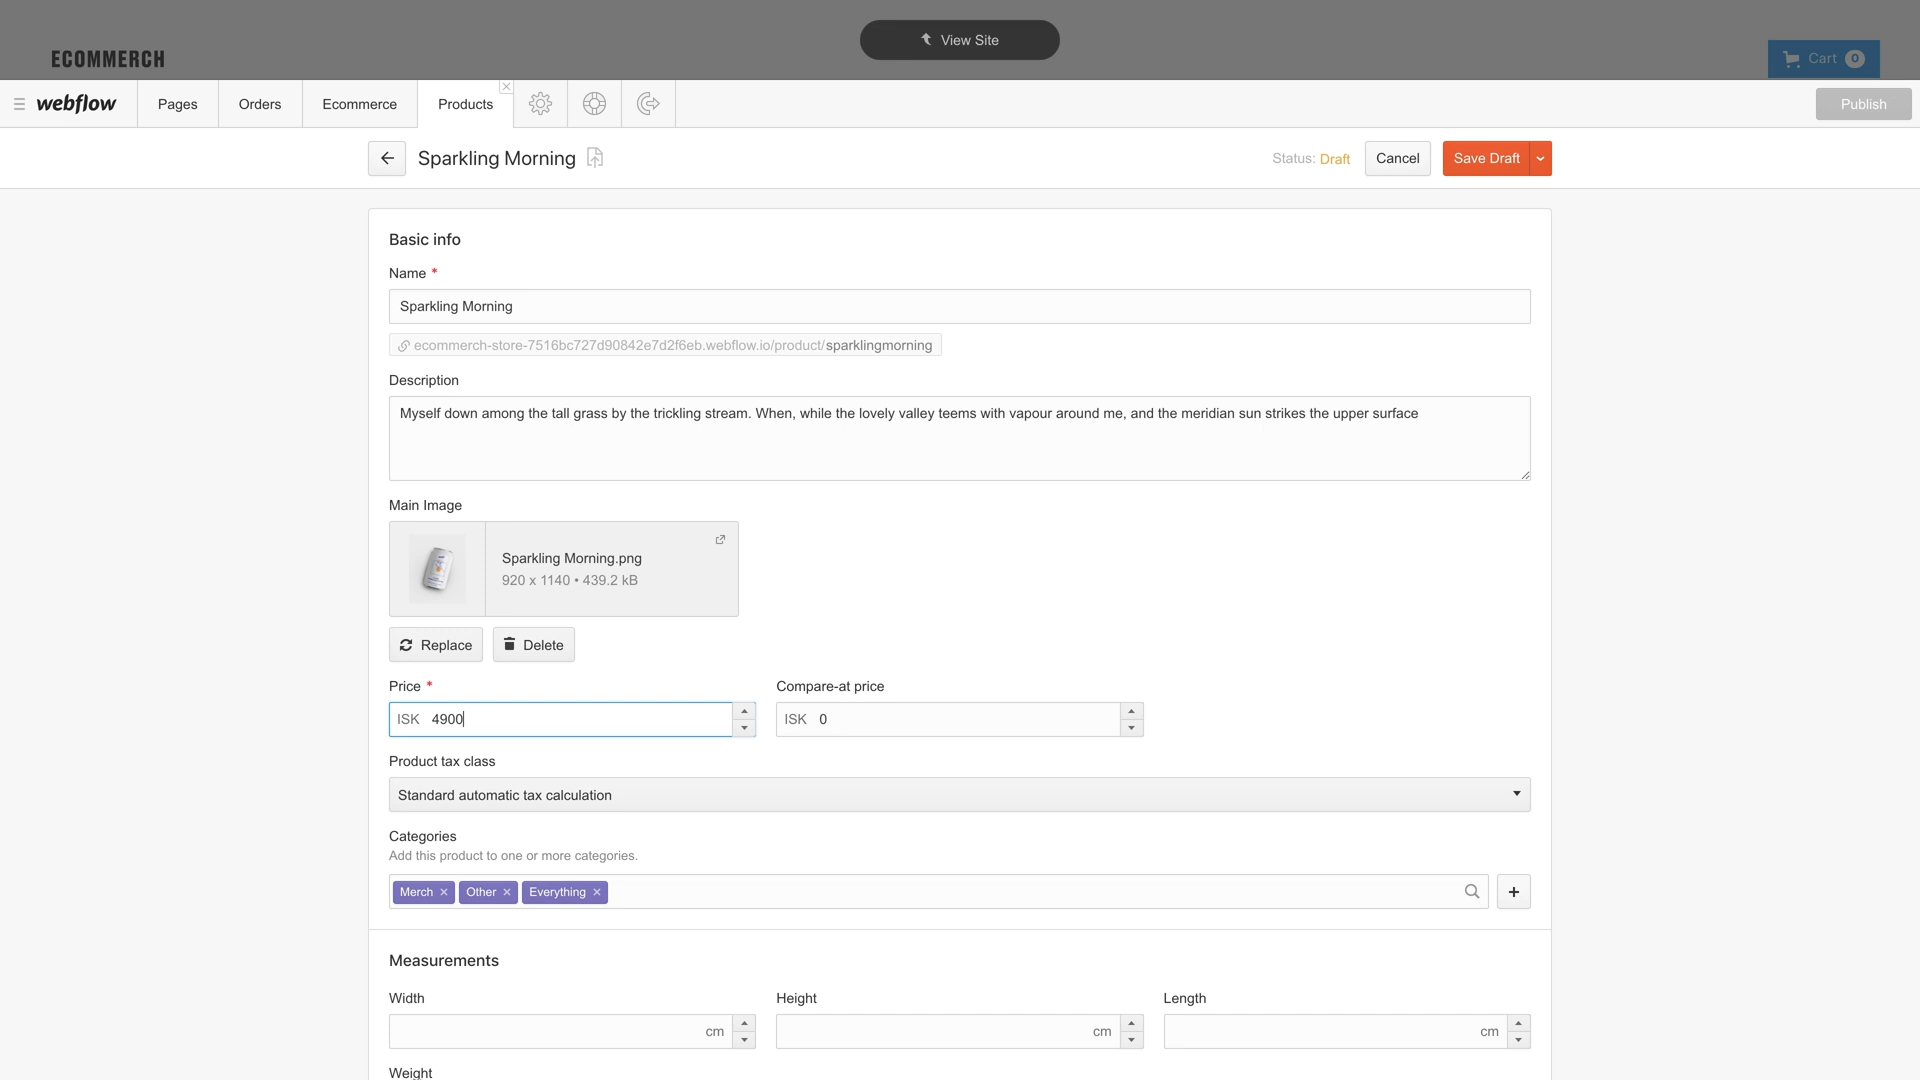 View Site
ECOMMERCH
Cart 0
webflow
Pages
Orders
Ecommerce
Products
Publish
Sparkling Morning
Status: Draft
Cancel
Save Draft
Basic info
Name *
Sparkling Morning
ecommerch-store-7516bc727d90842e7d2f6eb.webflow.io/product/sparklingmorning
Description
Myself down among the tall grass by the trickling stream. When, while the lovely valley teems with vapour around me, and the meridian sun strikes the upper surface
Main Image
Sparkling Morning.png
920 x 1140 • 439.2 kB
Replace
Delete
Price *
Compare-at price
ISK 4900
ISK 0
Product tax class
Standard automatic tax calculation
Categories
Add this product to one or more categories.
Merch
Other
Everything
Measurements
Width
Height
Length
cm
cm
cm
Weight